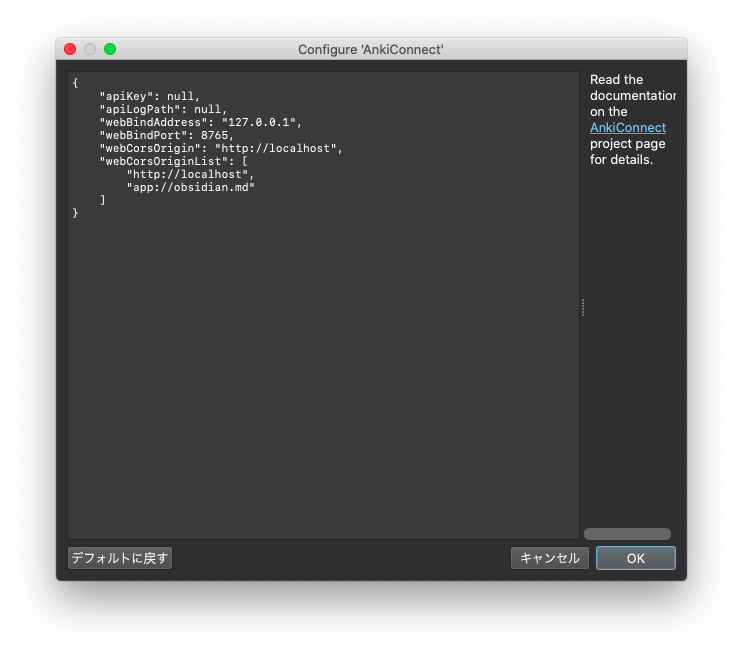 Configure 'AnkiConnect'
{
    "apiKey": null,
    "apiLogPath": null,
    "webBindAddress": "127.0.0.1",
    "webBindPort": 8765,
    "webCorsOrigin": "http://localhost",
    "webCorsOriginList": [
        "http://localhost",
        "app://obsidian.md"
    ]
}
Read the
documentation
on the
AnkiConnect
project page
for details.
デフォルトに戻す
キャンセル
OK